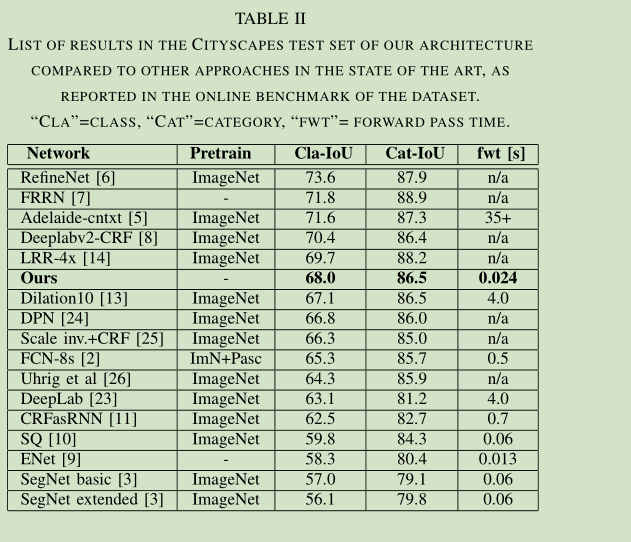 TABLE II
LIST OF RESULTS IN THE CITYSCAPES TEST SET OF OUR ARCHITECTURE
COMPARED TO OTHER APPROACHES IN THE STATE OF THE ART, AS
REPORTED IN THE ONLINE BENCHMARK OF THE DATASET.
“CLA”=CLASS, “CAT”=CATEGORY, “FWT”= FORWARD PASS TIME.
Network Pretrain Cla-IoU Cat-IoU fwt [s]
RefineNet [6] ImageNet 73.6 87.9 n/a
FRRN [7] - 71.8 88.9 n/a
Adelaide-cntxt [5] ImageNet 71.6 87.3 35+
Deeplabv2-CRF [8] ImageNet 70.4 86.4 n/a
LRR-4x [14] ImageNet 69.7 88.2 n/a
Ours - 68.0 86.5 0.024
Dilation10 [13] ImageNet 67.1 86.5 4.0
DPN [24] ImageNet 66.8 86.0 n/a
Scale inv.+CRF [25] ImageNet 66.3 85.0 n/a
FCN-8s [2] ImN+Pasc 65.3 85.7 0.5
Uhrig et al [26] ImageNet 64.3 85.9 n/a
DeepLab [23] ImageNet 63.1 81.2 4.0
CRFasRNN [11] ImageNet 62.5 82.7 0.7
SQ [10] ImageNet 59.8 84.3 0.06
ENet [9] - 58.3 80.4 0.013
SegNet basic [3] ImageNet 57.0 79.1 0.06
SegNet extended [3] ImageNet 56.1 79.8 0.06